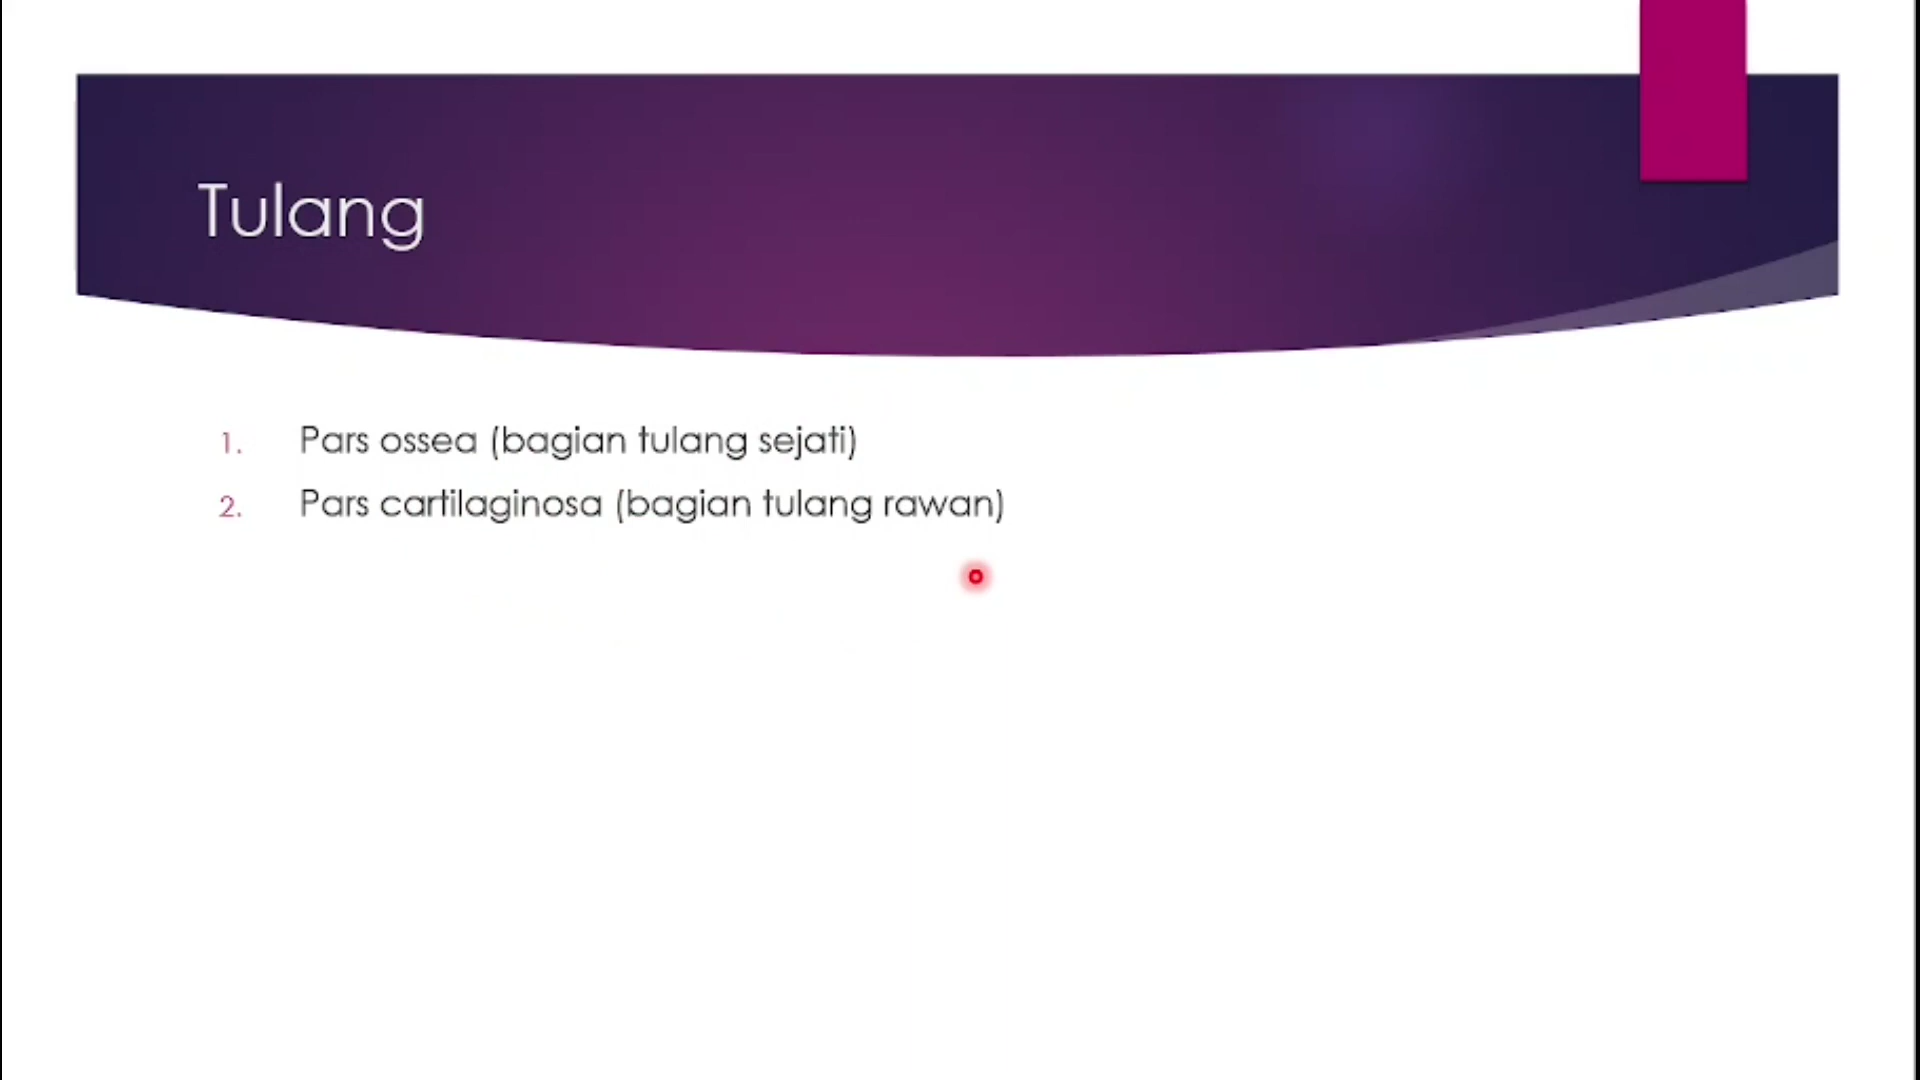 Tulang
1. Pars ossea (bagian tulang sejati)
2. Pars cartilaginosa (bagian tulang rawan)